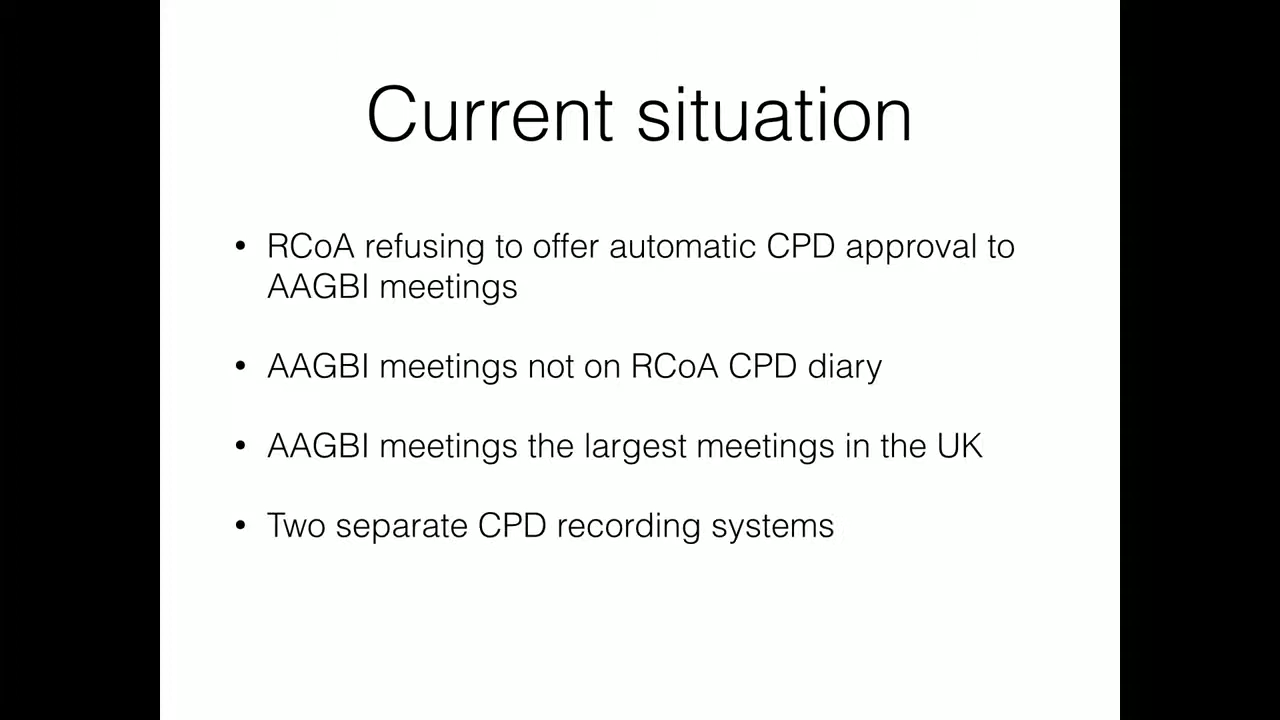 Current situation
• RCoA refusing to offer automatic CPD approval to
AAGBI meetings
• AAGBI meetings not on RCoA CPD diary
• AAGBI meetings the largest meetings in the UK
• Two separate CPD recording systems